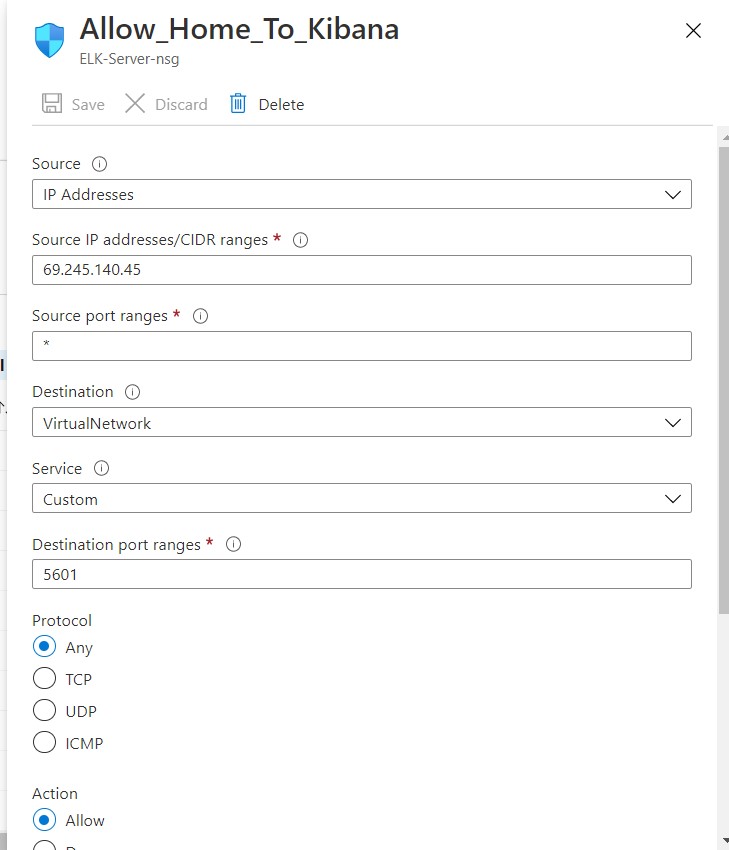 Allow_Home_To_Kibana
ELK-Server-nsg
Save Discard Delete
Source
IP Addresses
Source IP addresses/CIDR ranges *
69.245.140.45
Source port ranges *
*
Destination
VirtualNetwork
Service
Custom
Destination port ranges *
5601
Protocol
Any
TCP
UDP
ICMP
Action
Allow